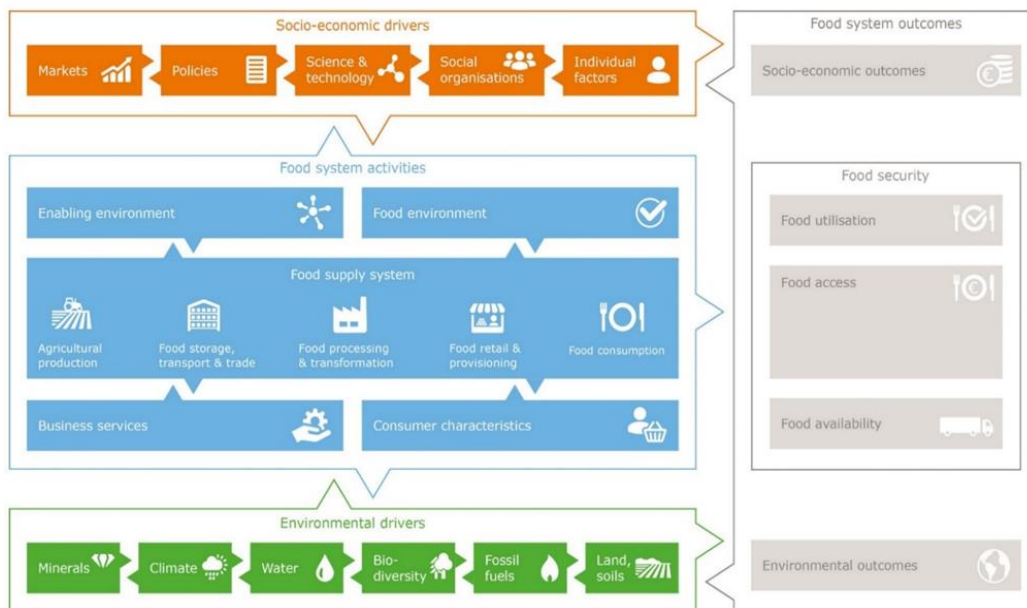 Socio-economic drivers
Markets
Policies
Science &
technology
Social
organisations
Individual
factors
Food system activities
Enabling environment
Food environment
Food supply system
Agricultural
production
Food storage,
transport & trade
Food processing
& transformation
Food retail &
provisioning
Food consumption
Business services
Consumer characteristics
Environmental drivers
Minerals
Climate
Water
Bio-
diversity
Fossil
fuels
Land,
soils
Food system outcomes
Socio-economic outcomes
€
Food security
Food utilisation
Food access
€
Food availability
Environmental outcomes